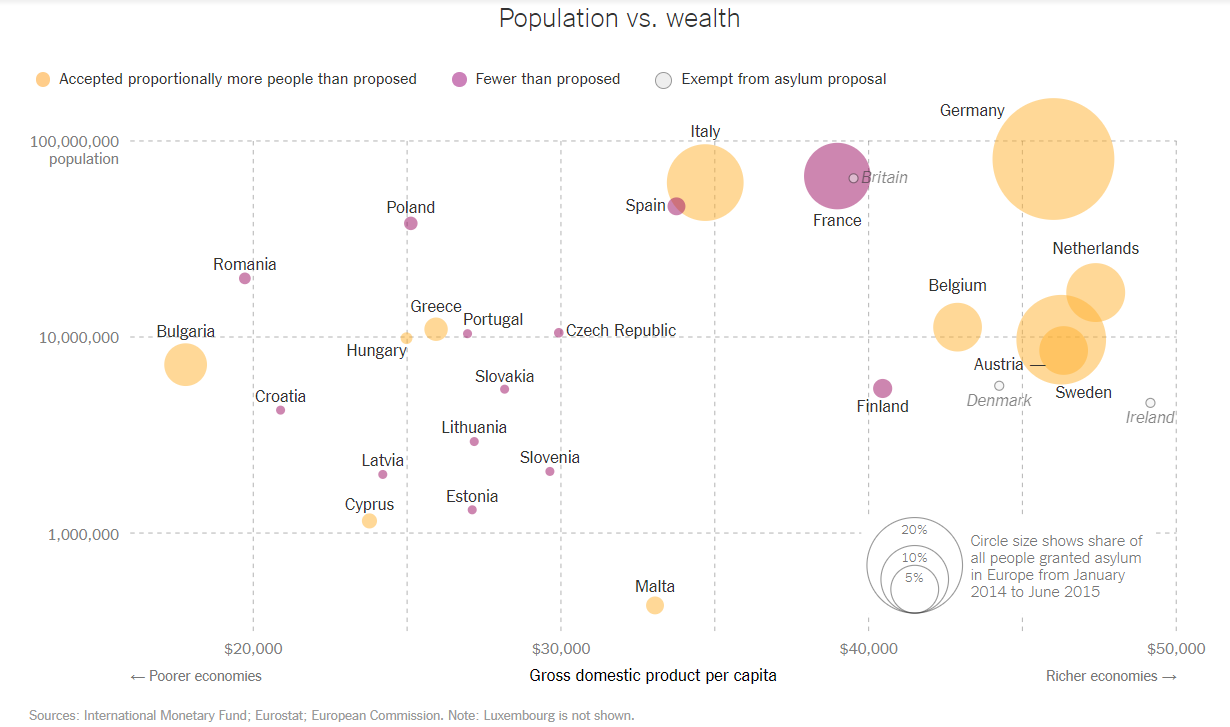 Population vs. wealth
Accepted proportionally more people than proposed
Fewer than proposed
Exempt from asylum proposal
Germany
Italy
100,000,000
population
Britain
Spain
Poland
France
Netherlands
Romania
Belgium
Greece
Portugal
Bulgaria
Czech Republic
10,000,000
Hungary
Austria
Slovakia
Sweden
Croatia
Denmark
Finland
Ireland
Lithuania
Slovenia
Latvia
Estonia
Cyprus
1,000,000
20%
10%
5%
Circle size shows share of
all people granted asylum
in Europe from January
2014 to June 2015
Malta
$20,000
$30,000
$40,000
$50,000
← Poorer economies
Gross domestic product per capita
Richer economies →
Sources: International Monetary Fund; Eurostat; European Commission. Note: Luxembourg is not shown.